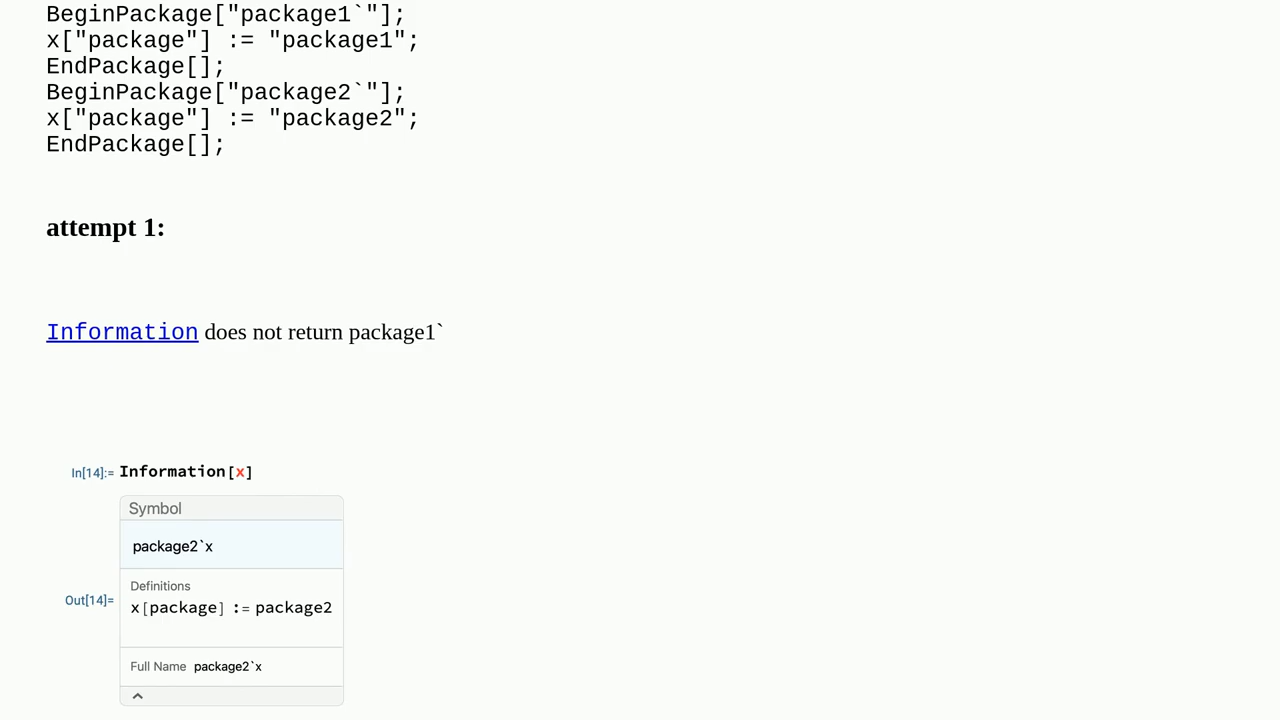 BeginPackage["package1`"];
x["package"] := "package1";
EndPackage[];
BeginPackage["package2`"];
x["package"] := "package2";
EndPackage[];
attempt 1:
Information does not return package1`
In[14]:= Information[x]
Symbol
package2`x
Definitions
Out[14]=
x[package] := package2
Full Name package2`x